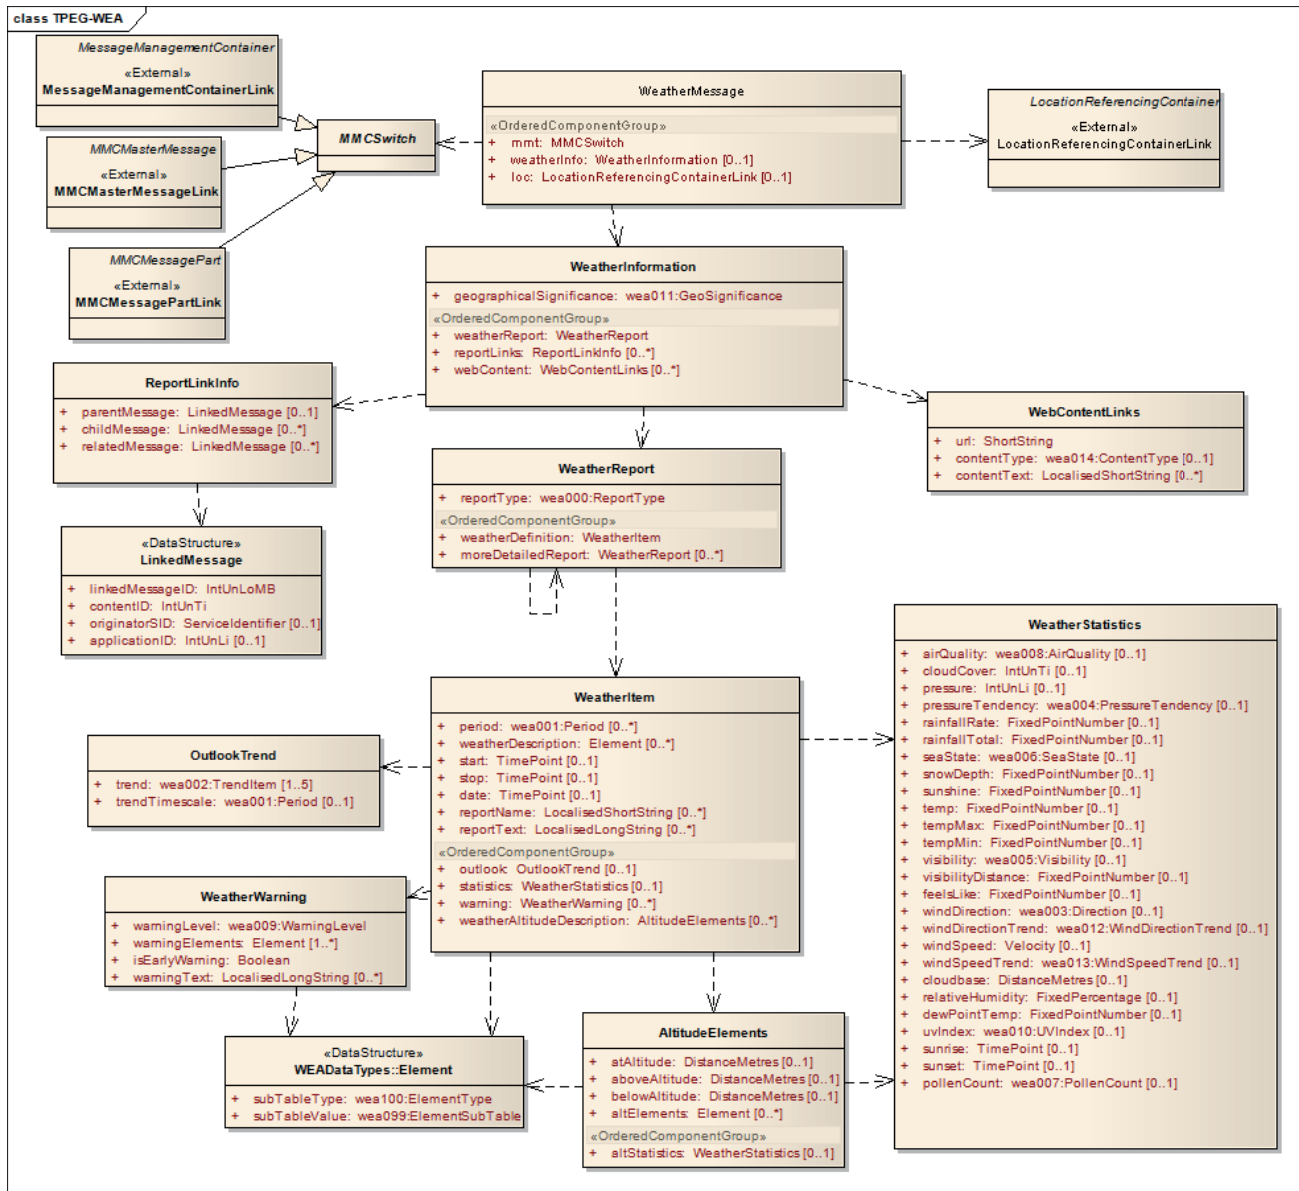 class TPEG-WEA
MessageManagementContainer
«External»
MessageManagementContainerLink
MMCMasterMessage
«External»
MMCMasterMessageLink
MMCMessagePart
«External»
MMCMessagePartLink
MMCSwitch
WeatherMessage
«OrderedComponentGroup»
+ mmt: MMCSwitch
+ weatherInfo: WeatherInformation [0..1]
+ loc: LocationReferencingContainerLink [0..1]
LocationReferencingContainer
«External»
LocationReferencingContainerLink
WeatherInformation
+ geographicalSignificance: wea011:GeoSignificance
«OrderedComponentGroup»
+ weatherReport: WeatherReport
+ reportLinks: ReportLinkInfo [0..*]
+ webContent: WebContentLinks [0..*]
ReportLinkInfo
+ parentMessage: LinkedMessage [0..1]
+ childMessage: LinkedMessage [0..*]
+ relatedMessage: LinkedMessage [0..*]
WebContentLinks
+ url: ShortString
+ contentType: wea014:ContentType [0..1]
+ contentText: LocalisedShortString [0..*]
WeatherReport
+ reportType: wea000:ReportType
«OrderedComponentGroup»
+ weatherDefinition: WeatherItem
+ moreDetailedReport: WeatherReport [0..*]
«DataStructure»
LinkedMessage
+ linkedMessageID: IntUnLoMB
+ contentID: IntUnTi
+ originatorSID: ServiceIdentifier [0..1]
+ applicationID: IntUnLi [0..1]
WeatherStatistics
+ airQuality: wea008:AirQuality [0..1]
+ cloudCover: IntUnTi [0..1]
+ pressure: IntUnLi [0..1]
+ pressureTendency: wea004:PressureTendency [0..1]
+ rainfallRate: FixedPointNumber [0..1]
+ rainfallTotal: FixedPointNumber [0..1]
+ seaState: wea006:SeaState [0..1]
+ snowDepth: FixedPointNumber [0..1]
+ sunshine: FixedPointNumber [0..1]
+ temp: FixedPointNumber [0..1]
+ tempMax: FixedPointNumber [0..1]
+ tempMin: FixedPointNumber [0..1]
+ visibility: wea005:Visibility [0..1]
+ visibilityDistance: FixedPointNumber [0..1]
+ feelsLike: FixedPointNumber [0..1]
+ windDirection: wea003:Direction [0..1]
+ windDirectionTrend: wea012:WindDirectionTrend [0..1]
+ windSpeed: Velocity [0..1]
+ windSpeedTrend: wea013:WindSpeedTrend [0..1]
+ cloudbase: DistanceMetres [0..1]
+ relativeHumidity: FixedPercentage [0..1]
+ dewPointTemp: FixedPointNumber [0..1]
+ uvIndex: wea010:UVIndex [0..1]
+ sunrise: TimePoint [0..1]
+ sunset: TimePoint [0..1]
+ pollenCount: wea007:PollenCount [0..1]
WeatherItem
+ period: wea001:Period [0..*]
+ weatherDescription: Element [0..*]
+ start: TimePoint [0..1]
+ stop: TimePoint [0..1]
+ date: TimePoint [0..1]
+ reportName: LocalisedShortString [0..*]
+ reportText: LocalisedLongString [0..*]
«OrderedComponentGroup»
+ outlook: OutlookTrend [0..1]
+ statistics: WeatherStatistics [0..1]
+ warning: WeatherWarning [0..*]
+ weatherAltitudeDescription: AltitudeElements [0..*]
OutlookTrend
+ trend: wea002:TrendItem [1..5]
+ trendTimescale: wea001:Period [0..1]
WeatherWarning
+ warningLevel: wea009:WarningLevel
+ warningElements: Element [1..*]
+ isEarlyWarning: Boolean
+ warningText: LocalisedLongString [0..*]
«DataStructure»
WEADataTypes::Element
+ subTableType: wea100:ElementType
+ subTableValue: wea099:ElementSubTable
AltitudeElements
+ atAltitude: DistanceMetres [0..1]
+ aboveAltitude: DistanceMetres [0..1]
+ belowAltitude: DistanceMetres [0..1]
+ altElements: Element [0..*]
«OrderedComponentGroup»
+ altStatistics: WeatherStatistics [0..1]